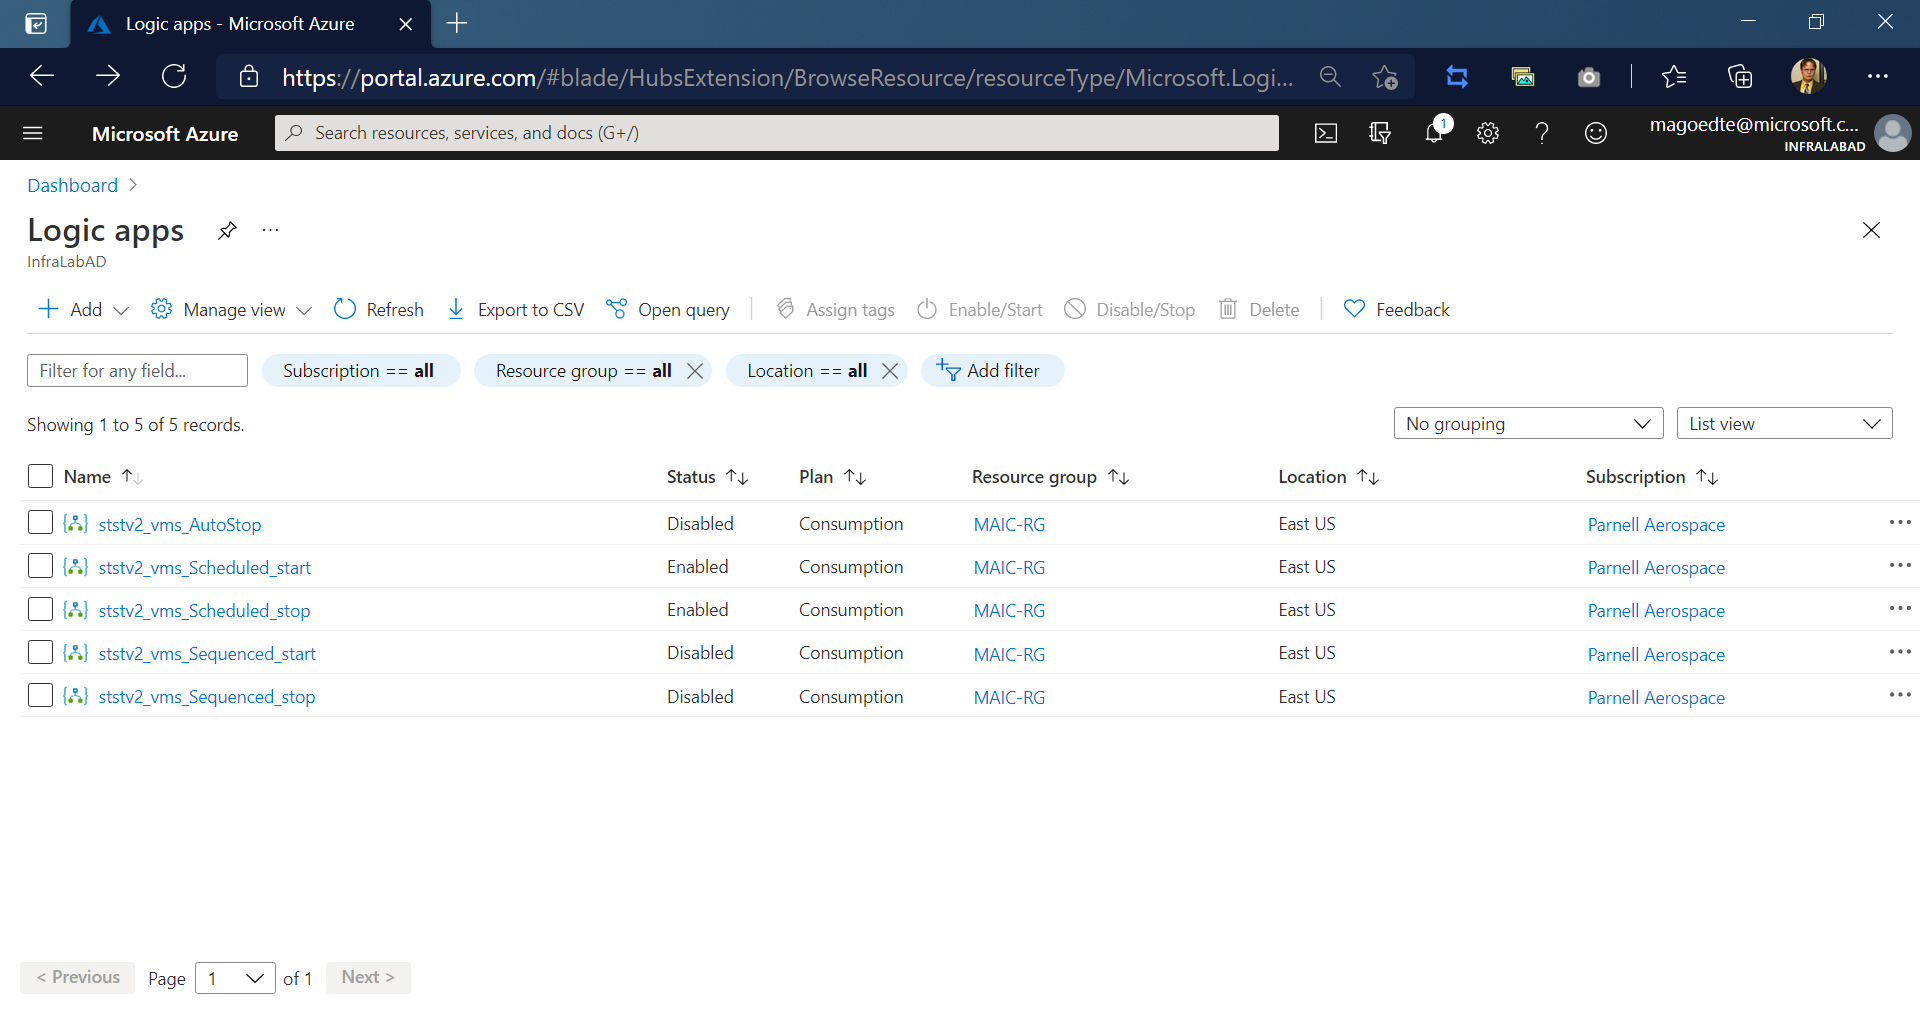 Logic apps - Microsoft Azure
https://portal.azure.com/#blade/HubsExtension/BrowseResource/resourceType/Microsoft.Logi...
Microsoft Azure
Search resources, services, and docs (G+/)
1
magoedte@microsoft.c...
INFRALABAD
Dashboard >
Logic apps
InfraLabAD
Add Manage view Refresh Export to CSV Open query Assign tags Enable/Start Disable/Stop Delete Feedback
Filter for any field... Subscription == all Resource group == all Location == all Add filter
Showing 1 to 5 of 5 records. No grouping List view
Name Status Plan Resource group Location Subscription
ststv2_vms_AutoStop Disabled Consumption MAIC-RG East US Parnell Aerospace
ststv2_vms_Scheduled_start Enabled Consumption MAIC-RG East US Parnell Aerospace
ststv2_vms_Scheduled_stop Enabled Consumption MAIC-RG East US Parnell Aerospace
ststv2_vms_Sequenced_start Disabled Consumption MAIC-RG East US Parnell Aerospace
ststv2_vms_Sequenced_stop Disabled Consumption MAIC-RG East US Parnell Aerospace
< Previous Page 1 of 1 Next >